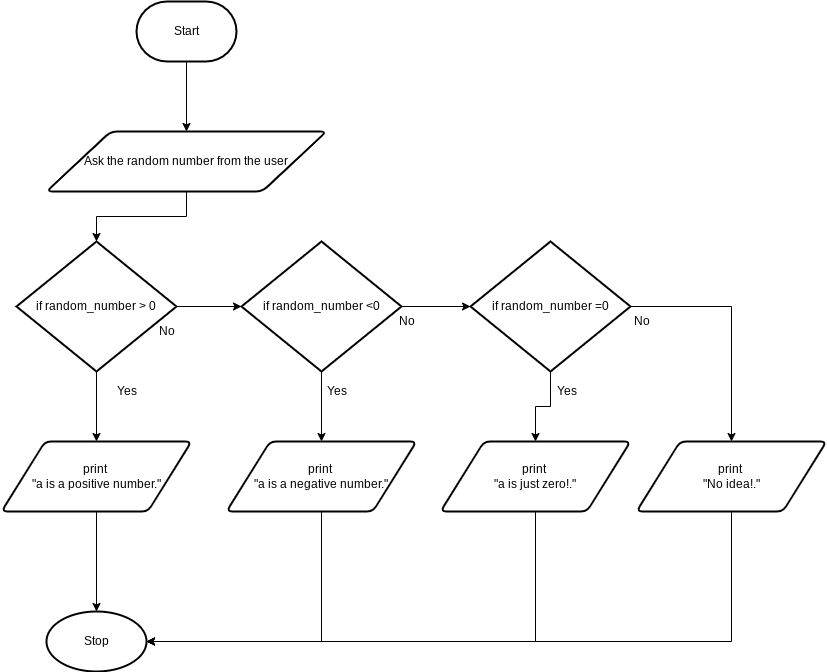 Start
Ask the random number from the user
if random_number > 0
No
if random_number <0
No
if random_number =0
No
Yes
Yes
Yes
print
"a is a positive number."
print
"a is a negative number."
print
"a is just zero!."
print
"No idea!."
Stop